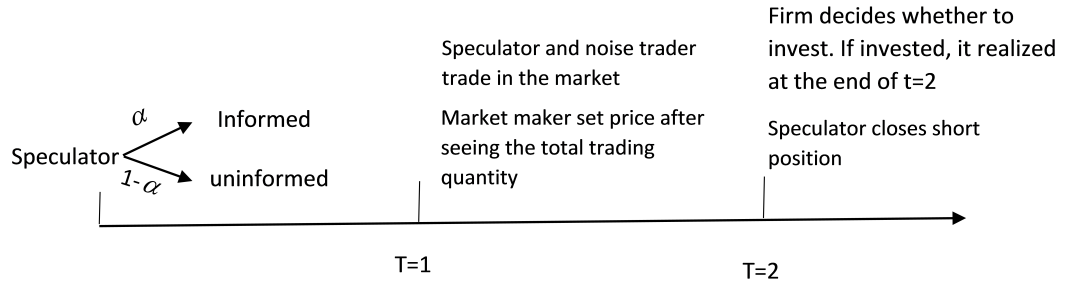 Speculator
α
Informed
1-α
uninformed
Speculator and noise trader
trade in the market
Market maker set price after
seeing the total trading
quantity
Firm decides whether to
invest. If invested, it realized
at the end of t=2
Speculator closes short
position
T=1
T=2